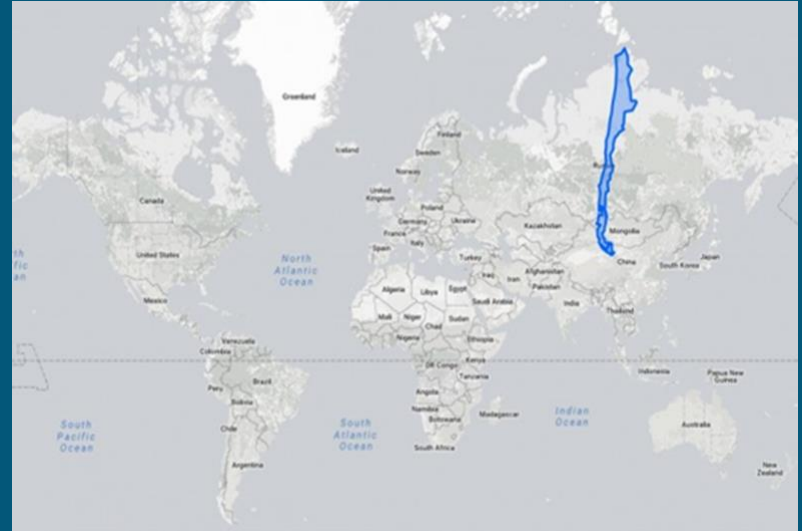 Greenland
Iceland
Finland
Sweden
Norway
Russia
United
Kingdom
Poland
Germany
Ukraine
France
Italy
Spain
Turkey
Kazakhstan
Mongolia
China
South Korea
Japan
Canada
United States
Mexico
North
Atlantic
Ocean
Algeria
Libya
Egypt
Saudi Arabia
Iraq
Iran
Afghanistan
Pakistan
India
Thailand
Mali
Niger
Chad
Sudan
Nigeria
Ethiopia
Venezuela
Colombia
DR Congo
Kenya
Tanzania
Indonesia
Papua New
Guinea
Peru
Brazil
Bolivia
Angola
Namibia
Botswana
Madagascar
South Africa
Chile
Argentina
South
Pacific
Ocean
South
Atlantic
Ocean
Indian
Ocean
Australia
New
Zealand